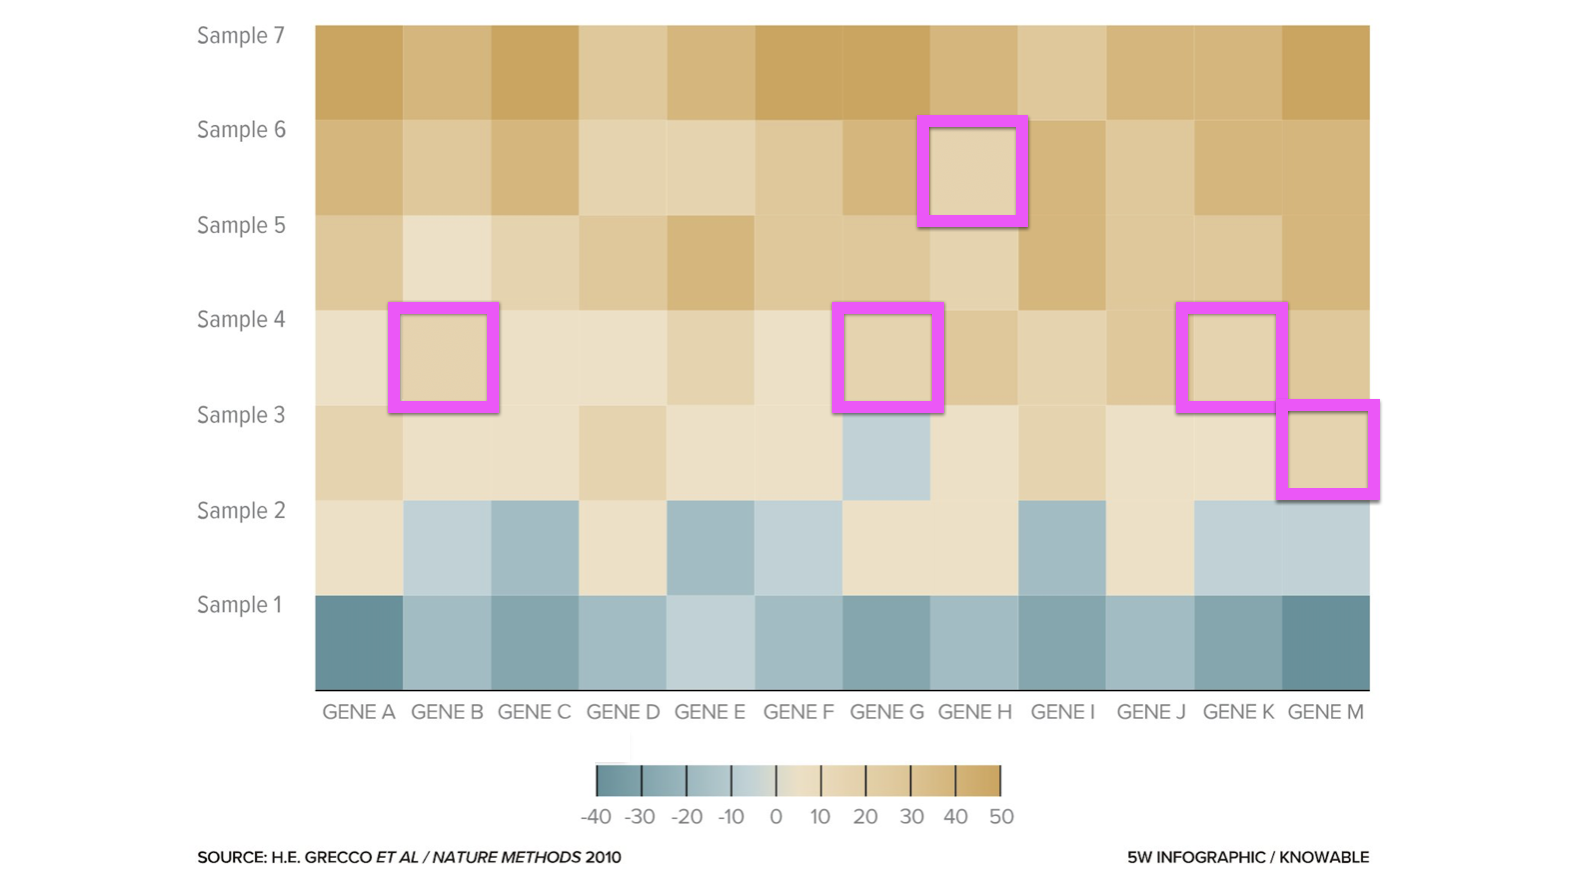 Sample 7
Sample 6
Sample 5
Sample 4
Sample 3
Sample 2
Sample 1
GENE A GENE B GENE C GENE D GENE E GENE F GENE G GENE H GENE I GENE J GENE K GENE M
-40 -30 -20 -10 0 10 20 30 40 50
SOURCE: H.E. GRECCO ET AL / NATURE METHODS 2010 5W INFOGRAPHIC / KNOWABLE